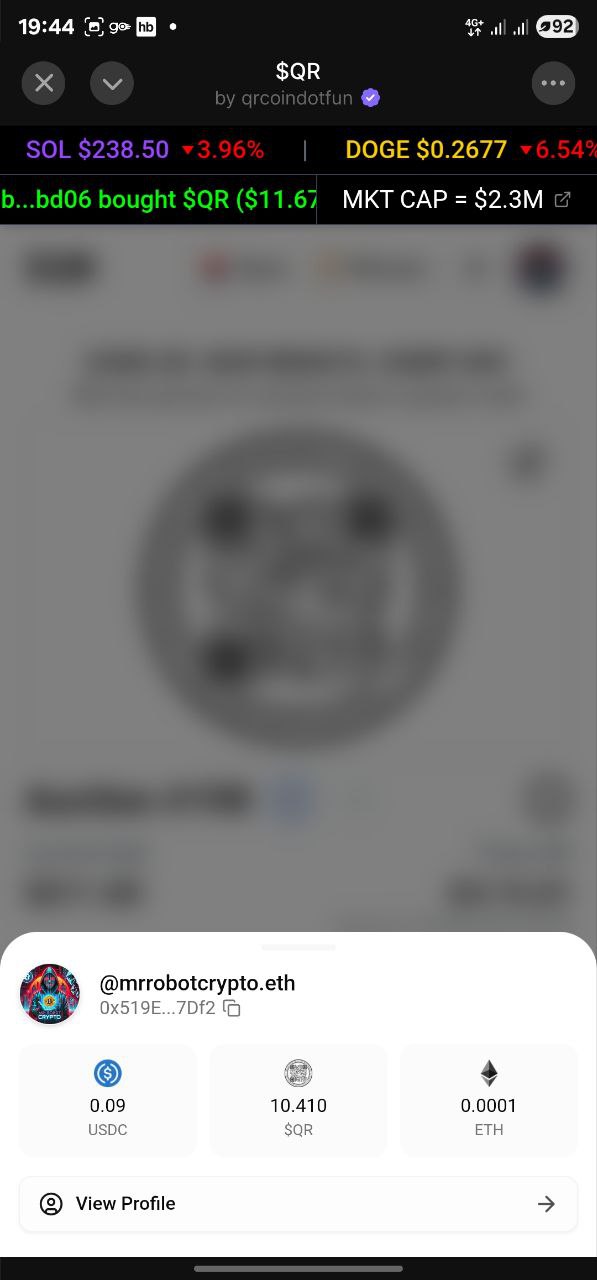 19:44 hb 4G+ 92
$QR
by qrcoindotfun
SOL $238.50 ▼3.96% | DOGE $0.2677 ▼6.54%
b...bd06 bought $QR ($11.67 MKT CAP = $2.3M
@mrrobotcrypto.eth
0x519E...7Df2
0.09 10.410 0.0001
USDC $QR ETH
View Profile